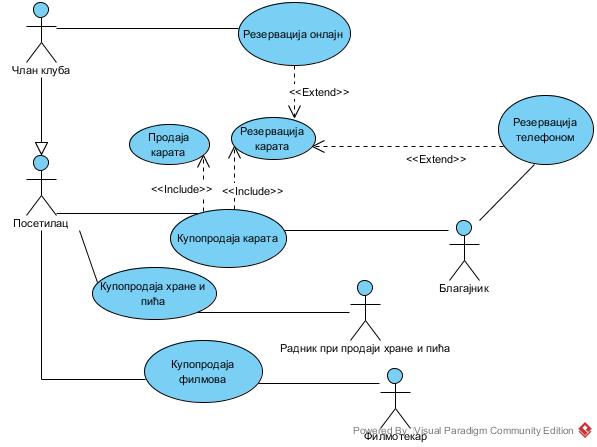 Резервација онлајн
Члан клуба
<<Extend>>
Резервација
телефоном
Продаја
карата
Резервација
карата
<<Extend>>
<<Include>>
<<Include>>
Посетилац
Купопродаја карата
Благајник
Купопродаја хране и
пића
Радник при продаји хране и пића
Купопродаја
филмова
Powered By Visual Paradigm Community Edition
Филмотекар